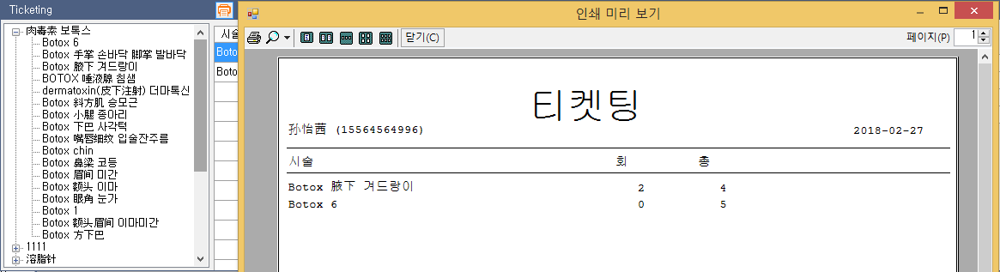 Ticketing
肉毒素 보톡스
Botox 6
Botox 手掌 손바닥 脚掌 발바닥
Botox 腋下 겨드랑이
BOTOX 唾液腺 침샘
dermatoxin(皮下注射) 더마톡신
Botox 斜方肌 승모근
Botox 小腿 종아리
Botox 下巴 사각턱
Botox 嘴唇细纹 입술잔주름
Botox chin
Botox 鼻梁 코등
Botox 眉间 미간
Botox 额头 이마
Botox 眼角 눈가
Botox 1
Botox 额头眉间 이마미간
Botox 方下巴
1111
溶脂针
시술
Boto
Boto
인쇄 미리 보기
닫기(C)
페이지(P) 1
티켓팅
孙怡茜 (15564564996) 2018-02-27
시술 회 총
Botox 腋下 겨드랑이 2 4
Botox 6 0 5